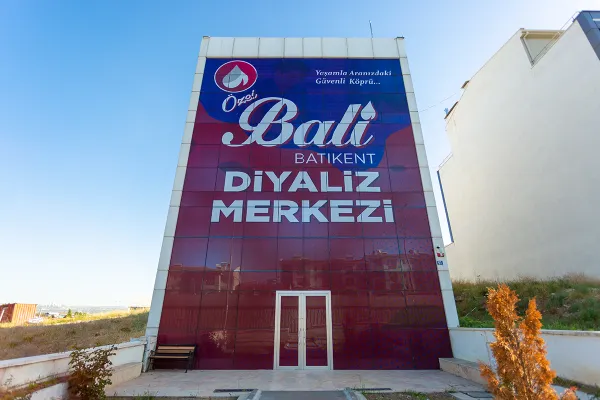 Yaşamla Aranızdaki
Güvenli Köprü...
Özel
Bali
BATIKENT
DİYALİZ
MERKEZİ